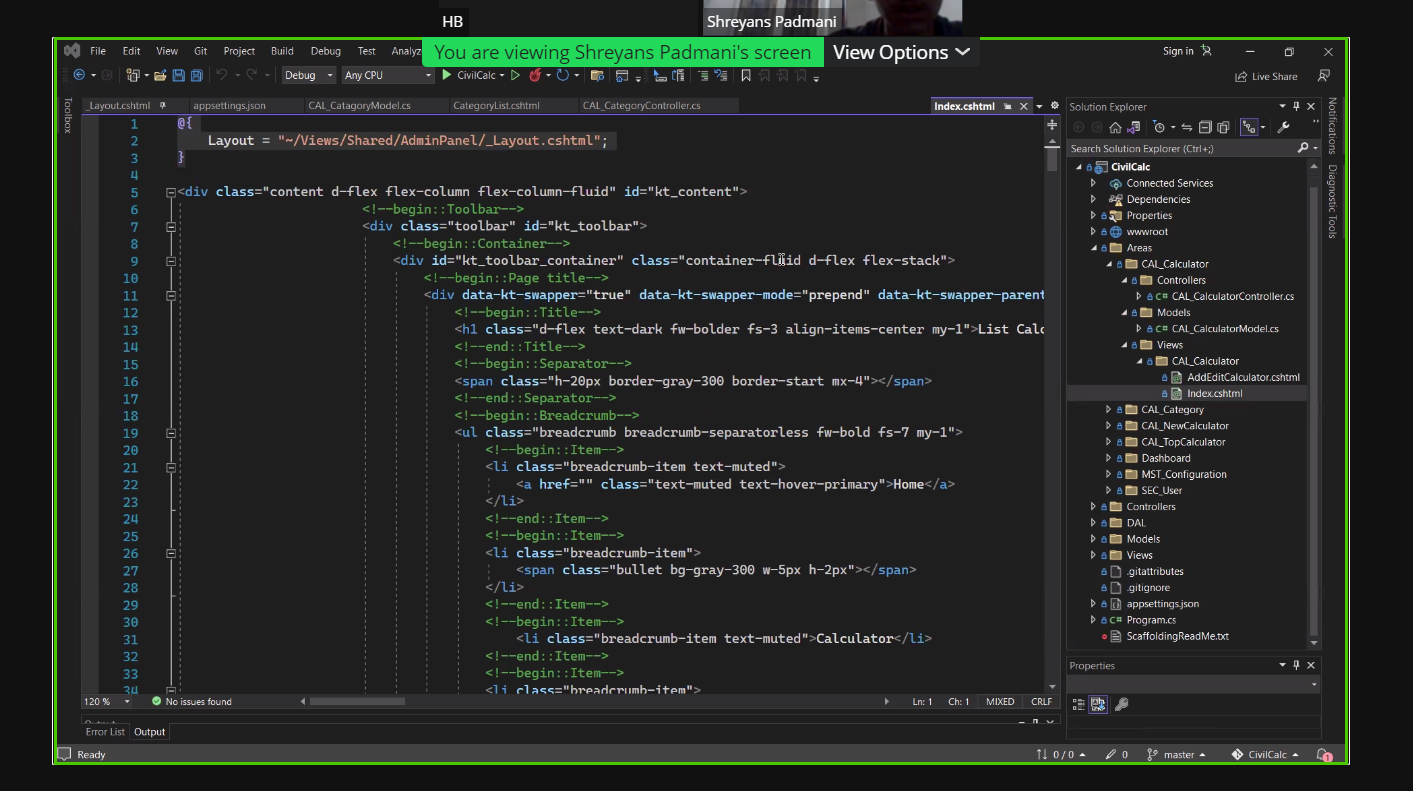 HB
Shreyans Padmani
You are viewing Shreyans Padmani's screen
View Options
File Edit View Git Project Build Debug Test Analyz
Sign in
Debug
Any CPU
CivilCalc
Live Share
Toolbox
_Layout.cshtml
appsettings.json
CAL_CatagoryModel.cs
CategoryList.cshtml
CAL_CategoryController.cs
Index.cshtml
1 @{
2 Layout = "~/Views/Shared/AdminPanel/_Layout.cshtml";
3 }
4
5 <div class="content d-flex flex-column flex-column-fluid" id="kt_content">
6 <!--begin::Toolbar-->
7 <div class="toolbar" id="kt_toolbar">
8 <!--begin::Container-->
9 <div id="kt_toolbar_container" class="container-fluid d-flex flex-stack">
10 <!--begin::Page title-->
11 <div data-kt-swapper="true" data-kt-swapper-mode="prepend" data-kt-swapper-parent
12 <!--begin::Title-->
13 <h1 class="d-flex text-dark fw-bolder fs-3 align-items-center my-1">List Calc
14 <!--end::Title-->
15 <!--begin::Separator-->
16 <span class="h-20px border-gray-300 border-start mx-4"></span>
17 <!--end::Separator-->
18 <!--begin::Breadcrumb-->
19 <ul class="breadcrumb breadcrumb-separatorless fw-bold fs-7 my-1">
20 <!--begin::Item-->
21 <li class="breadcrumb-item text-muted">
22 <a href="" class="text-muted text-hover-primary">Home</a>
23 </li>
24 <!--end::Item-->
25 <!--begin::Item-->
26 <li class="breadcrumb-item">
27 <span class="bullet bg-gray-300 w-5px h-2px"></span>
28 </li>
29 <!--end::Item-->
30 <!--begin::Item-->
31 <li class="breadcrumb-item text-muted">Calculator</li>
32 <!--end::Item-->
33 <!--begin::Item-->
34 <li class="breadcrumb-item">
120 %
No issues found
Ln: 1
Ch: 1
MIXED
CRLF
Output
Error List
Output
Ready
0 / 0
0
master
CivilCalc
1
Solution Explorer
Search Solution Explorer (Ctrl+;)
CivilCalc
Connected Services
Dependencies
Properties
wwwroot
Areas
CAL_Calculator
Controllers
C# CAL_CalculatorController.cs
Models
C# CAL_CalculatorModel.cs
Views
CAL_Calculator
AddEditCalculator.cshtml
Index.cshtml
CAL_Category
CAL_NewCalculator
CAL_TopCalculator
Dashboard
MST_Configuration
SEC_User
Controllers
DAL
Models
Views
.gitattributes
.gitignore
appsettings.json
C# Program.cs
ScaffoldingReadMe.txt
Properties
Notifications
Diagnostic Tools